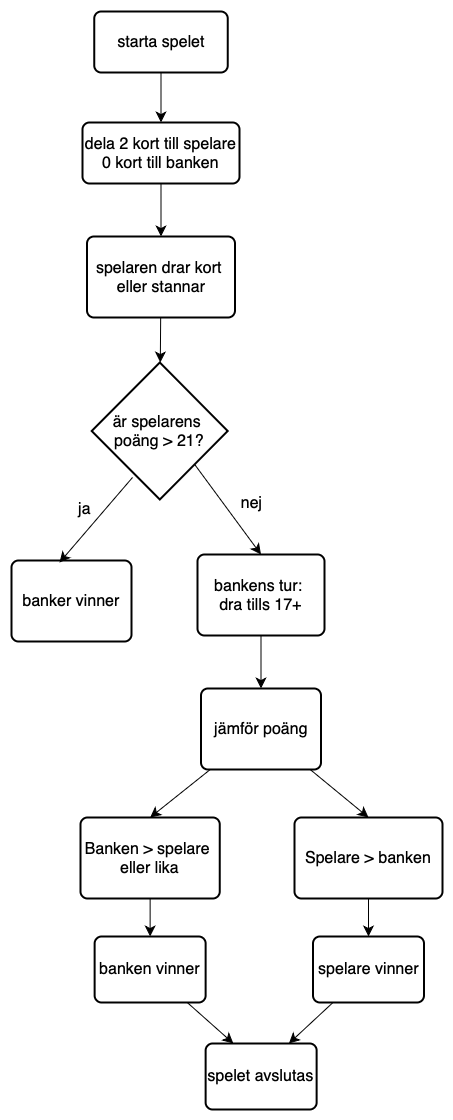 starta spelet
dela 2 kort till spelare
0 kort till banken
spelaren drar kort
eller stannar
är spelarens
poäng > 21?
ja
nej
banker vinner
bankens tur:
dra tills 17+
jämför poäng
Banken > spelare
eller lika
Spelare > banken
banken vinner
spelare vinner
spelet avslutas